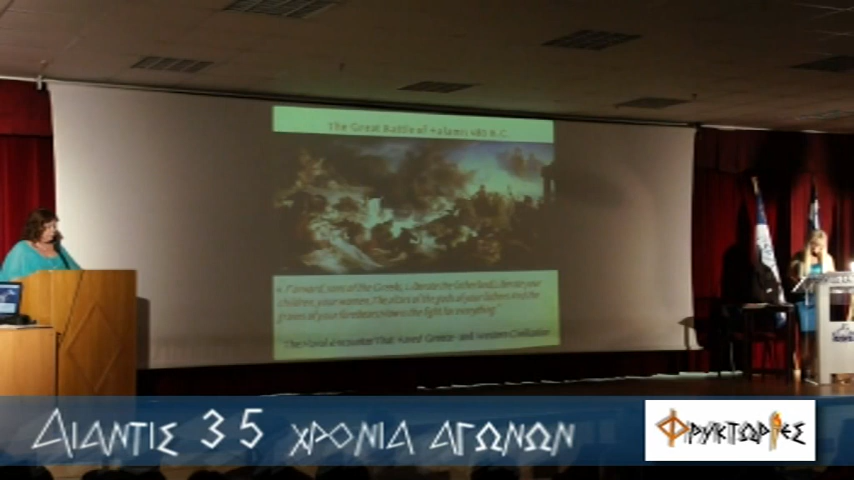 The Great Battle of Salamis 480 B.C.
« Forward, sons of the Greeks, Liberate the fatherland, Liberate your
children, your women, The altars of the gods of your fathers And the
graves of your forebears: Now is the fight for everything"
The Naval Encounter That Saved Greece - and Western Civilization
ΔΙΑΝΤΙΣ 35 ΧΡΟΝΙΑ ΑΓΩΝΩΝ
ΦΡΥΚΤΩΡΙΕΣ